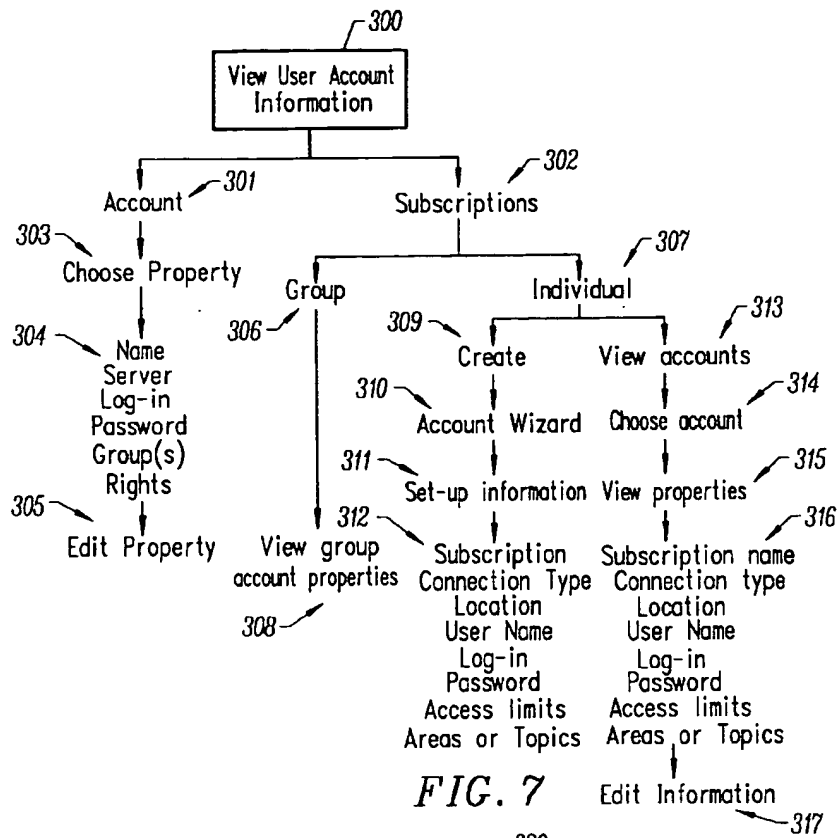 300
View User Account
Information
301
Account
302
Subscriptions
303
Choose Property
304
Name
Server
Log-in
Password
Group(s)
Rights
305
Edit Property
Group
306
View group
account properties
308
307
Individual
309
Create
310
Account Wizard
311
Set-up information
312
Subscription
Connection Type
Location
User Name
Log-in
Password
Access limits
Areas or Topics
313
View accounts
314
Choose account
315
View properties
316
Subscription name
Connection type
Location
User Name
Log-in
Password
Access limits
Areas or Topics
Edit Information
317
FIG. 7